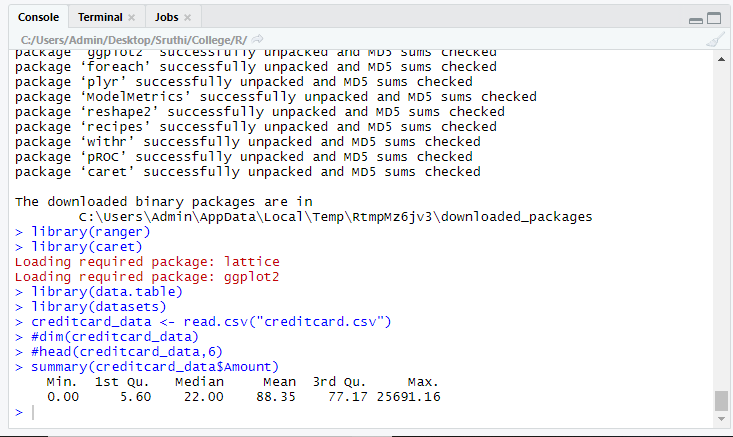 Console Terminal Jobs
C:/Users/Admin/Desktop/Sruthi/College/R/
package ‘ggplot2’ successfully unpacked and MD5 sums checked
package ‘foreach’ successfully unpacked and MD5 sums checked
package ‘plyr’ successfully unpacked and MD5 sums checked
package ‘ModelMetrics’ successfully unpacked and MD5 sums checked
package ‘reshape2’ successfully unpacked and MD5 sums checked
package ‘recipes’ successfully unpacked and MD5 sums checked
package ‘withr’ successfully unpacked and MD5 sums checked
package ‘pROC’ successfully unpacked and MD5 sums checked
package ‘caret’ successfully unpacked and MD5 sums checked

The downloaded binary packages are in
        C:\Users\Admin\AppData\Local\Temp\RtmpMz6jv3\downloaded_packages
> library(ranger)
> library(caret)
Loading required package: lattice
Loading required package: ggplot2
> library(data.table)
> library(datasets)
> creditcard_data <- read.csv("creditcard.csv")
> #dim(creditcard_data)
> #head(creditcard_data,6)
> summary(creditcard_data$Amount)
    Min.  1st Qu.   Median     Mean  3rd Qu.     Max.
    0.00     5.60    22.00    88.35    77.17 25691.16
>